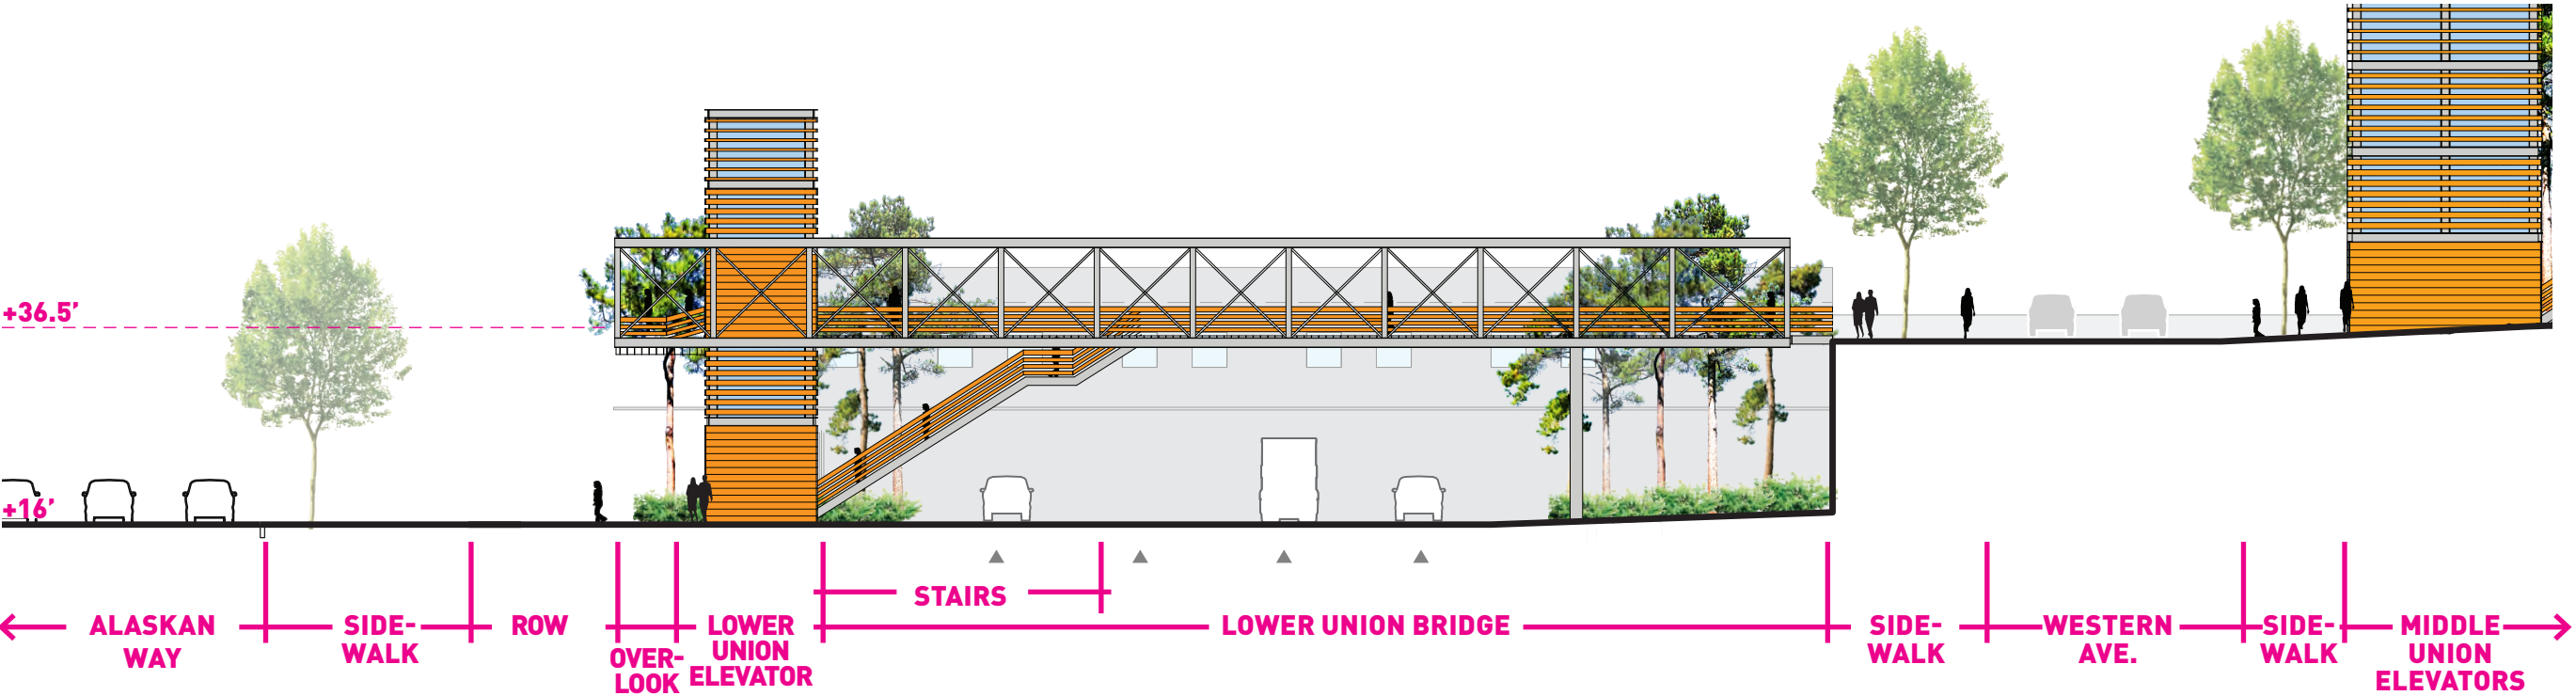 +36.5’
+16’
ALASKAN
WAY
SIDE-
WALK
ROW
OVER-
LOOK
LOWER
UNION
ELEVATOR
STAIRS
LOWER UNION BRIDGE
SIDE-
WALK
WESTERN
AVE.
SIDE-
WALK
MIDDLE
UNION
ELEVATORS